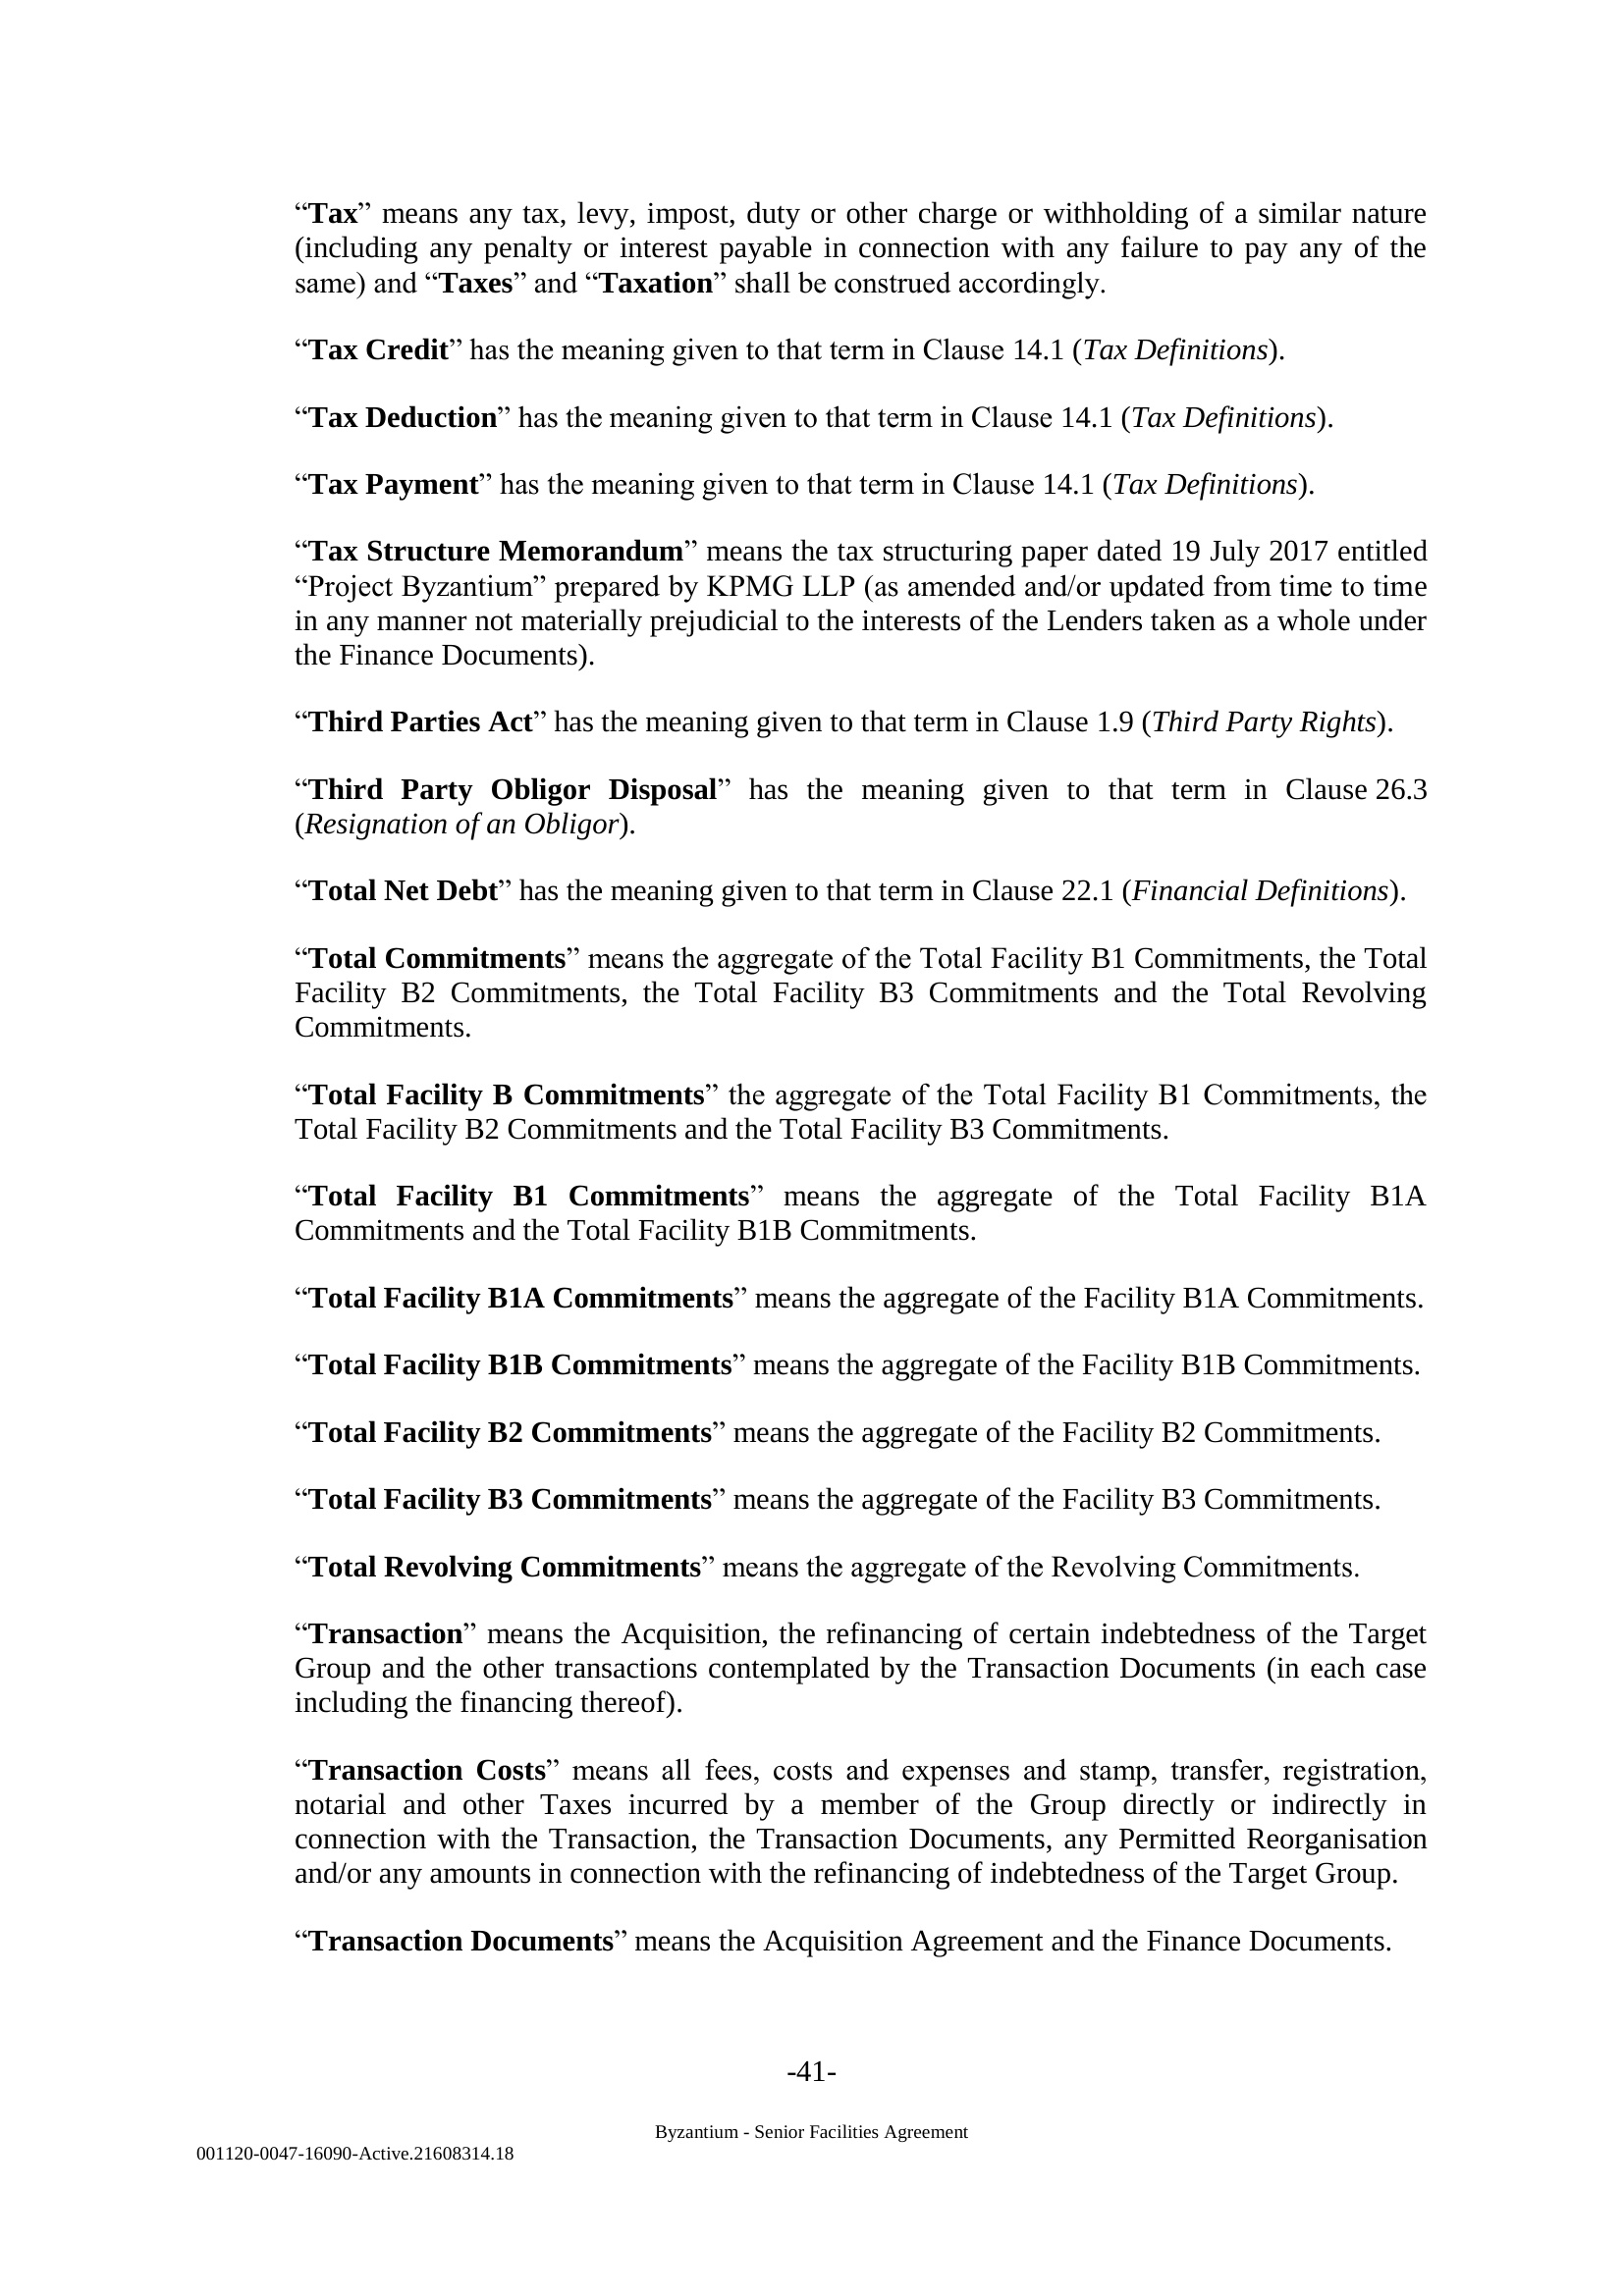 “Tax” means any tax, levy, impost, duty or other charge or withholding of a similar nature
(including any penalty or interest payable in connection with any failure to pay any of the
same) and “Taxes” and “Taxation” shall be construed accordingly.
“Tax Credit” has the meaning given to that term in Clause 14.1 (Tax Definitions).
“Tax Deduction” has the meaning given to that term in Clause 14.1 (Tax Definitions).
“Tax Payment” has the meaning given to that term in Clause 14.1 (Tax Definitions).
“Tax Structure Memorandum” means the tax structuring paper dated 19 July 2017 entitled
“Project Byzantium” prepared by KPMG LLP (as amended and/or updated from time to time
in any manner not materially prejudicial to the interests of the Lenders taken as a whole under
the Finance Documents).
“Third Parties Act” has the meaning given to that term in Clause 1.9 (Third Party Rights).
“Third Party Obligor Disposal” has the meaning given to that term in Clause 26.3
(Resignation of an Obligor).
“Total Net Debt” has the meaning given to that term in Clause 22.1 (Financial Definitions).
“Total Commitments” means the aggregate of the Total Facility B1 Commitments, the Total
Facility B2 Commitments, the Total Facility B3 Commitments and the Total Revolving
Commitments.
“Total Facility B Commitments” the aggregate of the Total Facility B1 Commitments, the
Total Facility B2 Commitments and the Total Facility B3 Commitments.
“Total Facility B1 Commitments” means the aggregate of the Total Facility B1A
Commitments and the Total Facility B1B Commitments.
“Total Facility B1A Commitments” means the aggregate of the Facility B1A Commitments.
“Total Facility B1B Commitments” means the aggregate of the Facility B1B Commitments.
“Total Facility B2 Commitments” means the aggregate of the Facility B2 Commitments.
“Total Facility B3 Commitments” means the aggregate of the Facility B3 Commitments.
“Total Revolving Commitments” means the aggregate of the Revolving Commitments.
“Transaction” means the Acquisition, the refinancing of certain indebtedness of the Target
Group and the other transactions contemplated by the Transaction Documents (in each case
including the financing thereof).
“Transaction Costs” means all fees, costs and expenses and stamp, transfer, registration,
notarial and other Taxes incurred by a member of the Group directly or indirectly in
connection with the Transaction, the Transaction Documents, any Permitted Reorganisation
and/or any amounts in connection with the refinancing of indebtedness of the Target Group.
“Transaction Documents” means the Acquisition Agreement and the Finance Documents.
-41-
Byzantium - Senior Facilities Agreement
001120-0047-16090-Active.21608314.18